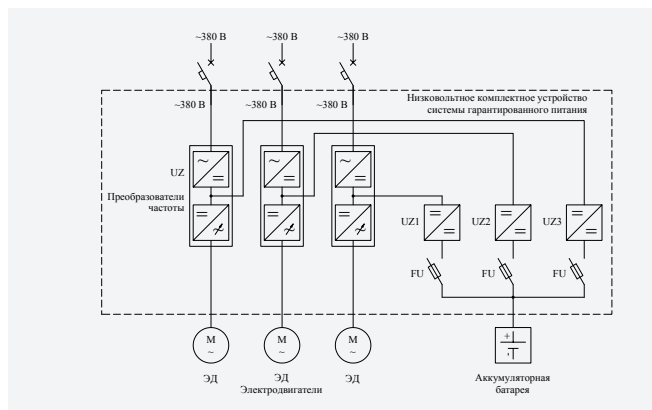 ~380 В ~380 В ~380 В
Низковольтное комплектное устройство
системы гарантированного питания
~380 В ~380 В ~380 В
UZ
Преобразователи
частоты
UZ1 UZ2 UZ3
FU FU FU
М ~ М ~ М ~
ЭД ЭД ЭД
Электродвигатели
Аккумуляторная
батарея